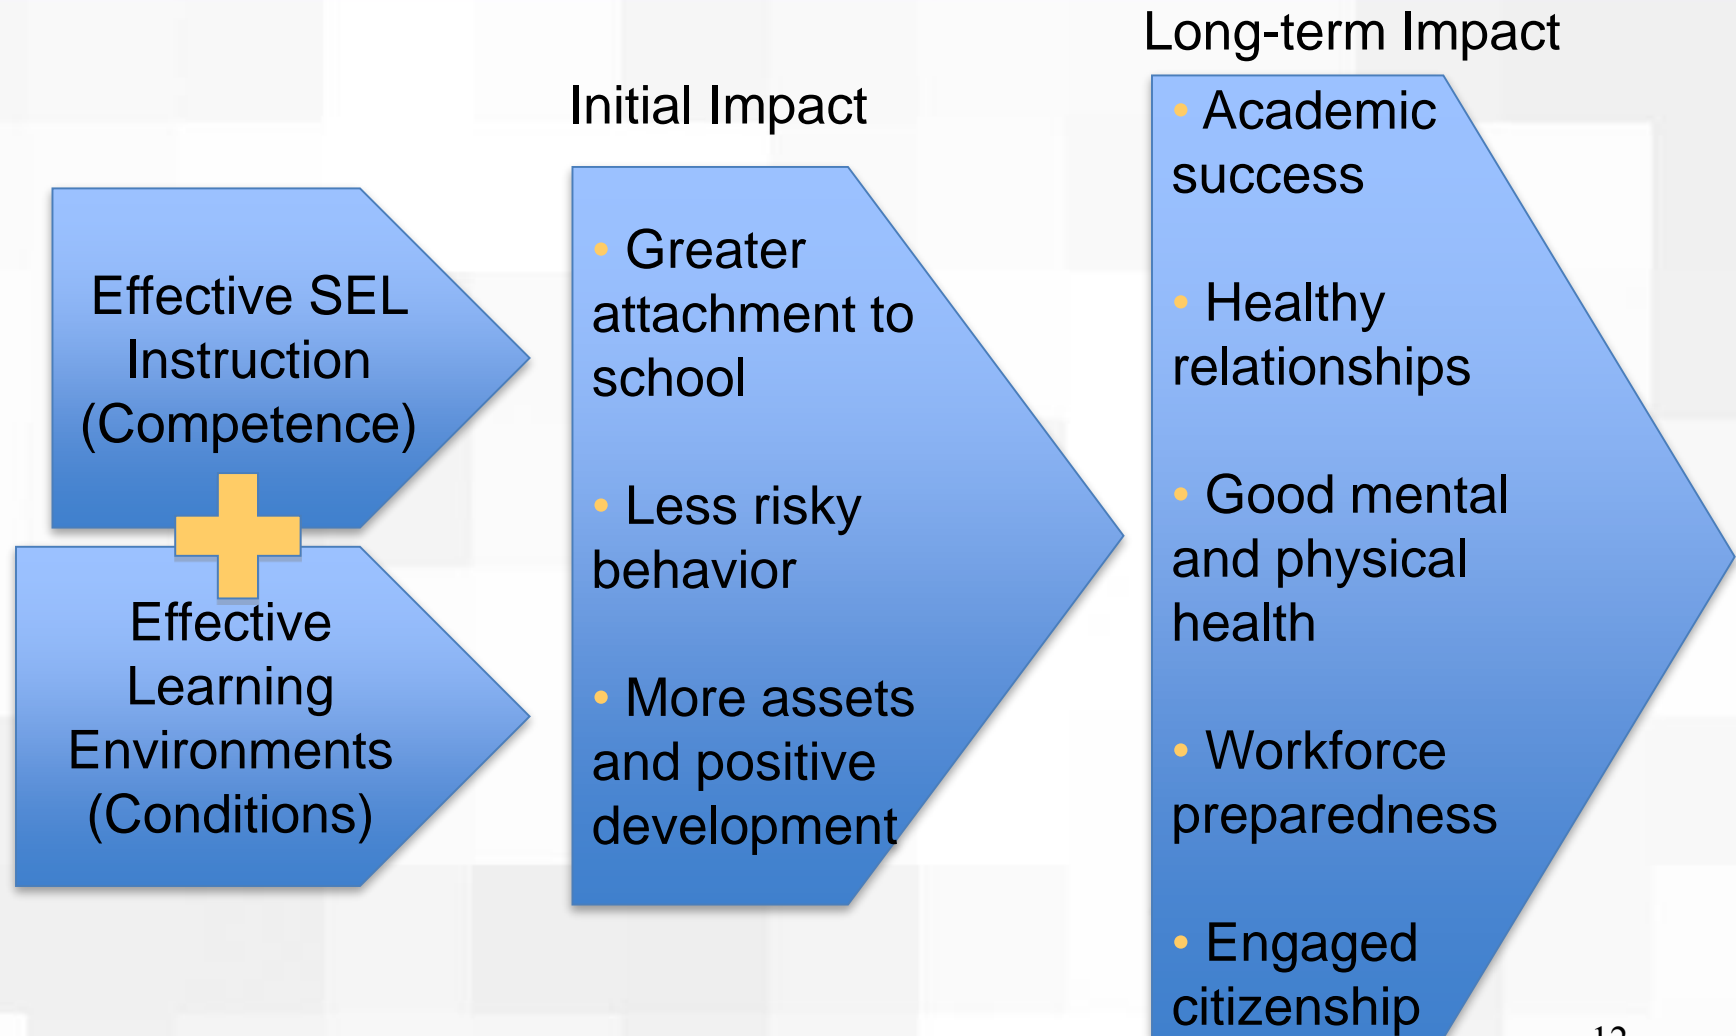 Long-term Impact
Initial Impact
Effective SEL
Instruction
(Competence)
Effective
Learning
Environments
(Conditions)
• Greater
attachment to
school
• Less risky
behavior
• More assets
and positive
development
• Academic
success
• Healthy
relationships
• Good mental
and physical
health
• Workforce
preparedness
• Engaged
citizenship
12